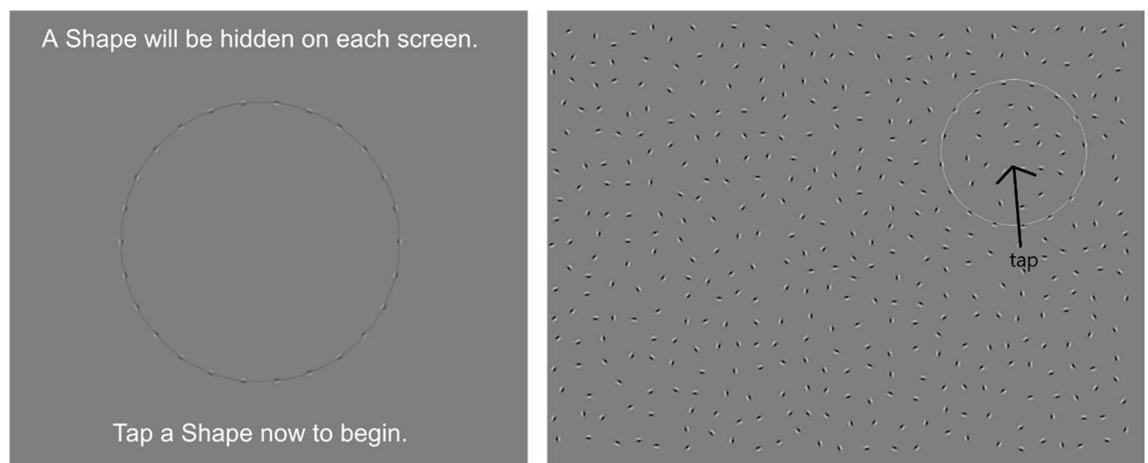 A Shape will be hidden on each screen.
Tap a Shape now to begin.
tap